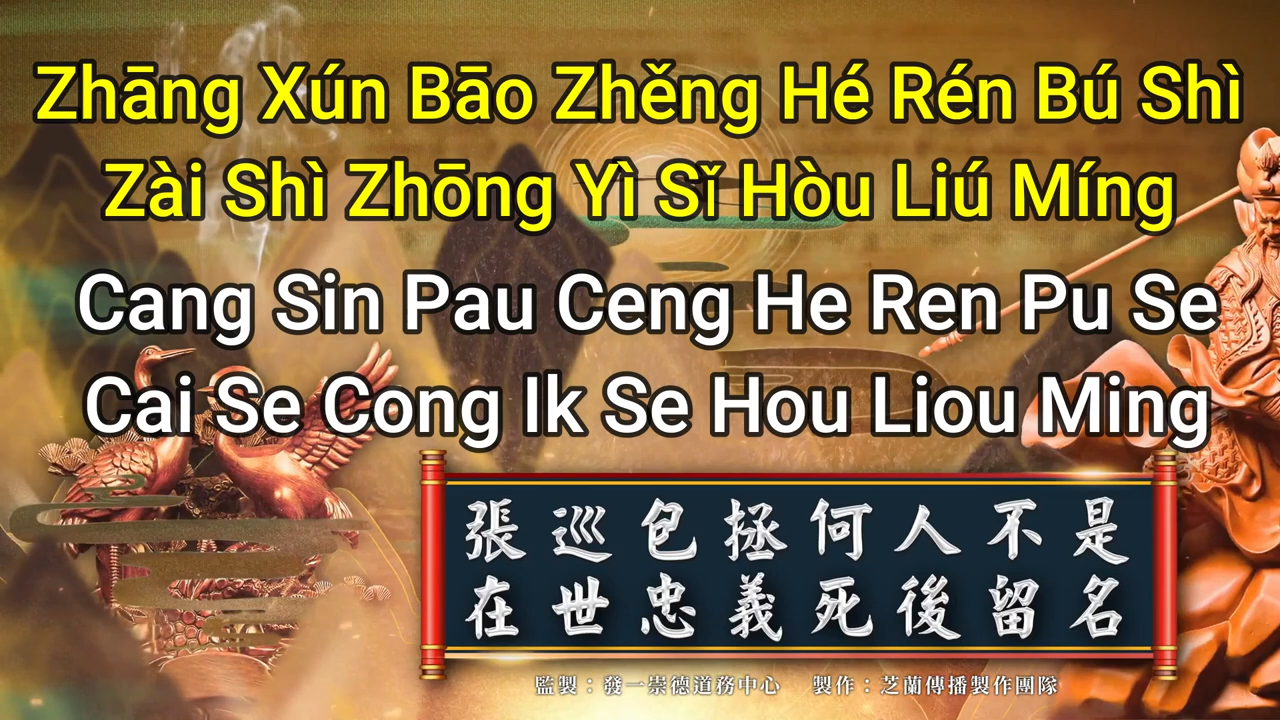 Zhāng Xún Bāo Zhěng Hé Rén Bú Shì
Zài Shì Zhōng Yì Sǐ Hòu Liú Míng
Cang Sin Pau Ceng He Ren Pu Se
Cai Se Cong Ik Se Hou Liou Ming
張巡包拯何人不是
在世忠義死後留名
監製：發一崇德道務中心 製作：芝蘭傳播製作團隊